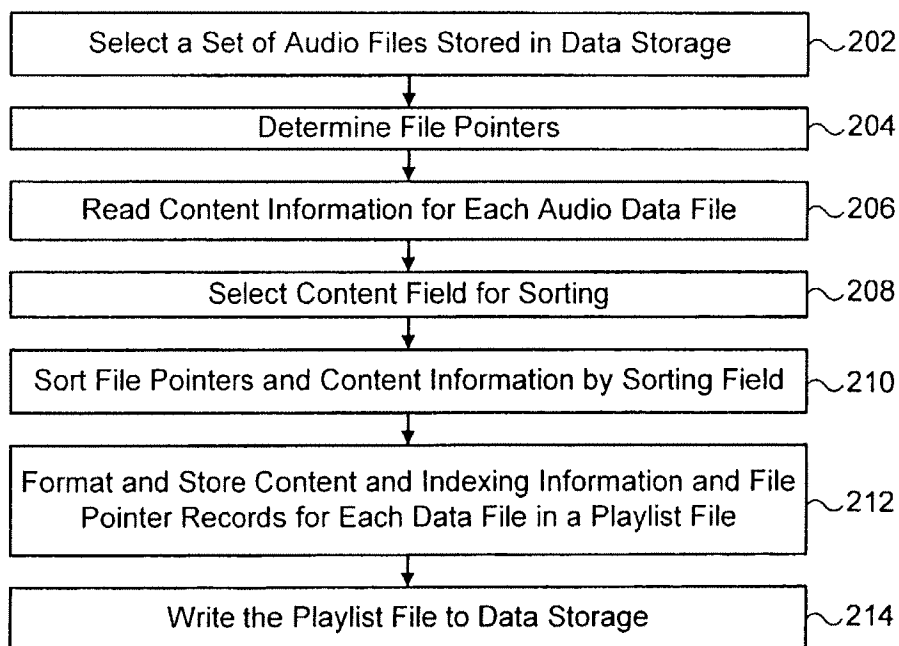 Select a Set of Audio Files Stored in Data Storage 202
Determine File Pointers 204
Read Content Information for Each Audio Data File 206
Select Content Field for Sorting 208
Sort File Pointers and Content Information by Sorting Field 210
Format and Store Content and Indexing Information and File
Pointer Records for Each Data File in a Playlist File 212
Write the Playlist File to Data Storage 214